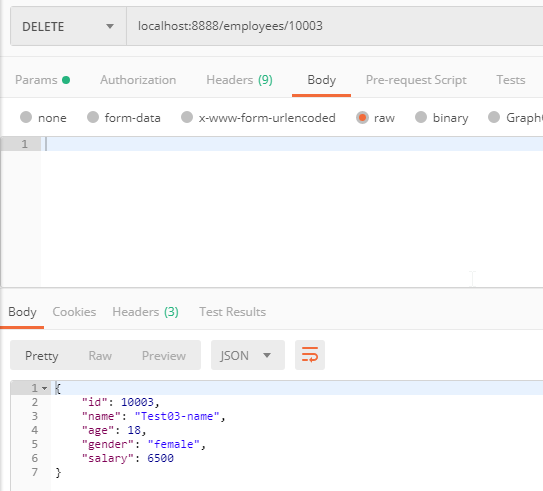 DELETE localhost:8888/employees/10003
Params Authorization Headers (9) Body Pre-request Script Tests
none form-data x-www-form-urlencoded raw binary Graph
1
Body Cookies Headers (3) Test Results
Pretty Raw Preview JSON
1 {
2 "id": 10003,
3 "name": "Test03-name",
4 "age": 18,
5 "gender": "female",
6 "salary": 6500
7 }